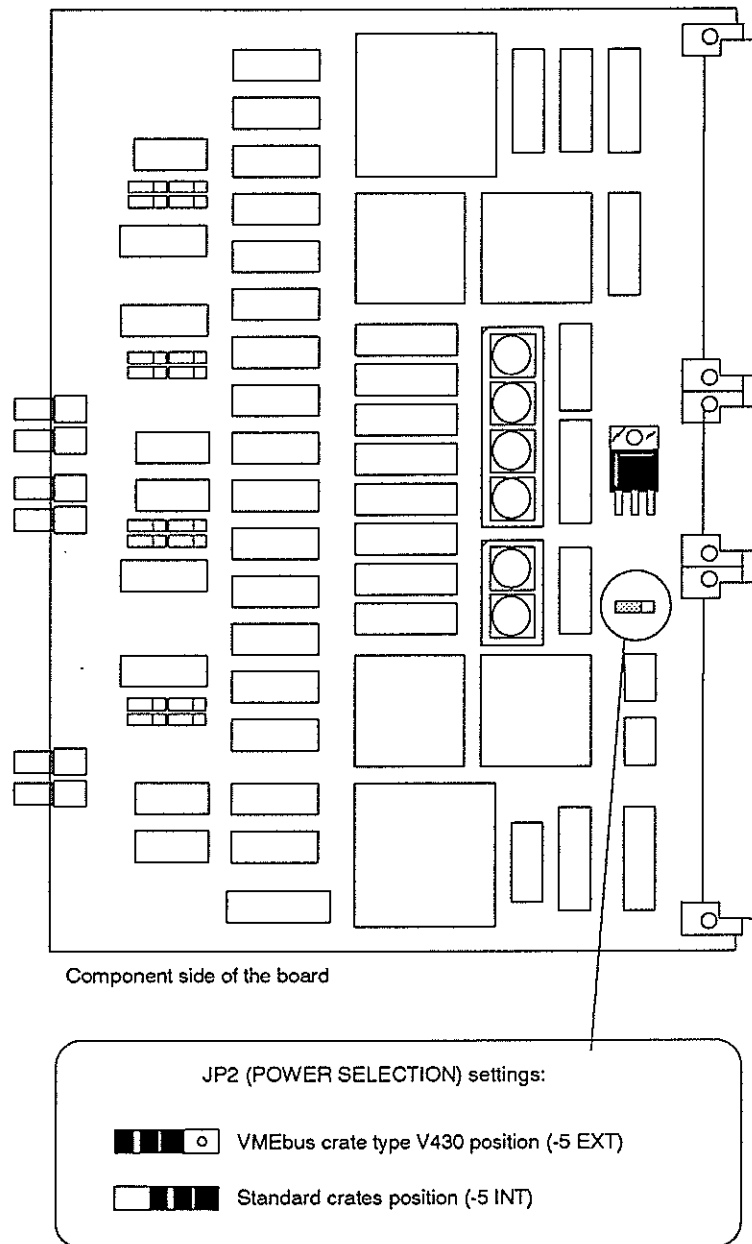 Component side of the board
JP2 (POWER SELECTION) settings:
VMEbus crate type V430 position (-5 EXT)
Standard crates position (-5 INT)